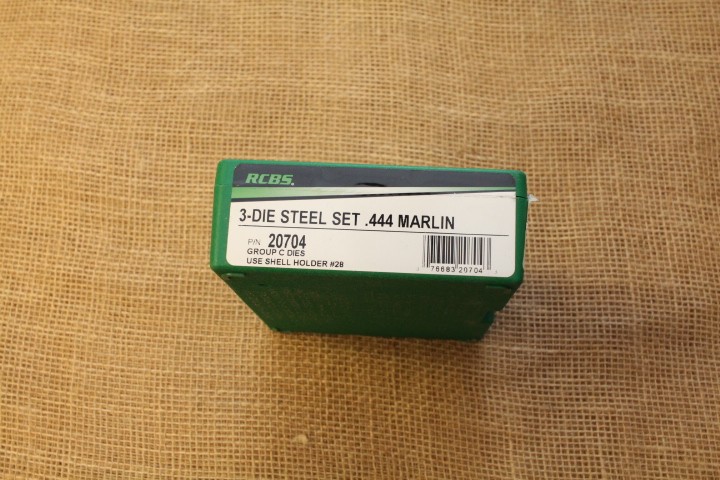 RCBS.
3-DIE STEEL SET .444 MARLIN
P/N 20704
GROUP C DIES
USE SHELL HOLDER #28
76683 20704